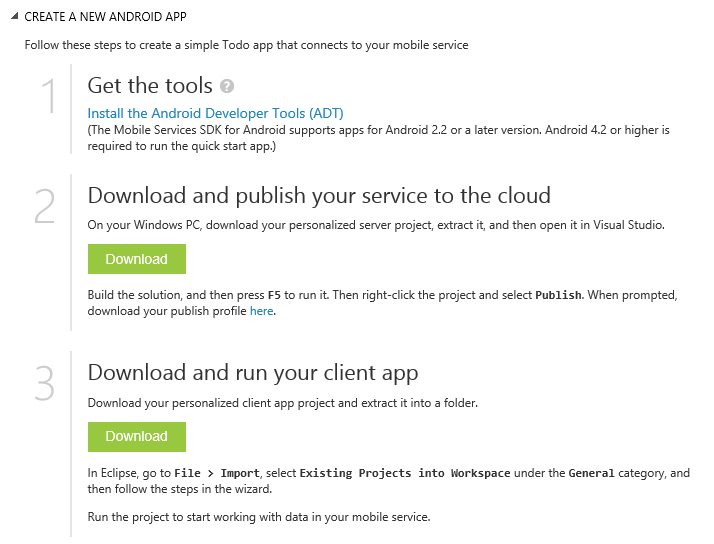 CREATE A NEW ANDROID APP
Follow these steps to create a simple Todo app that connects to your mobile service
1
Get the tools ?
Install the Android Developer Tools (ADT)
(The Mobile Services SDK for Android supports apps for Android 2.2 or a later version. Android 4.2 or higher is
required to run the quick start app.)
2
Download and publish your service to the cloud
On your Windows PC, download your personalized server project, extract it, and then open it in Visual Studio.
Download
Build the solution, and then press F5 to run it. Then right-click the project and select Publish. When prompted,
download your publish profile here.
3
Download and run your client app
Download your personalized client app project and extract it into a folder.
Download
In Eclipse, go to File > Import, select Existing Projects into Workspace under the General category, and
then follow the steps in the wizard.
Run the project to start working with data in your mobile service.